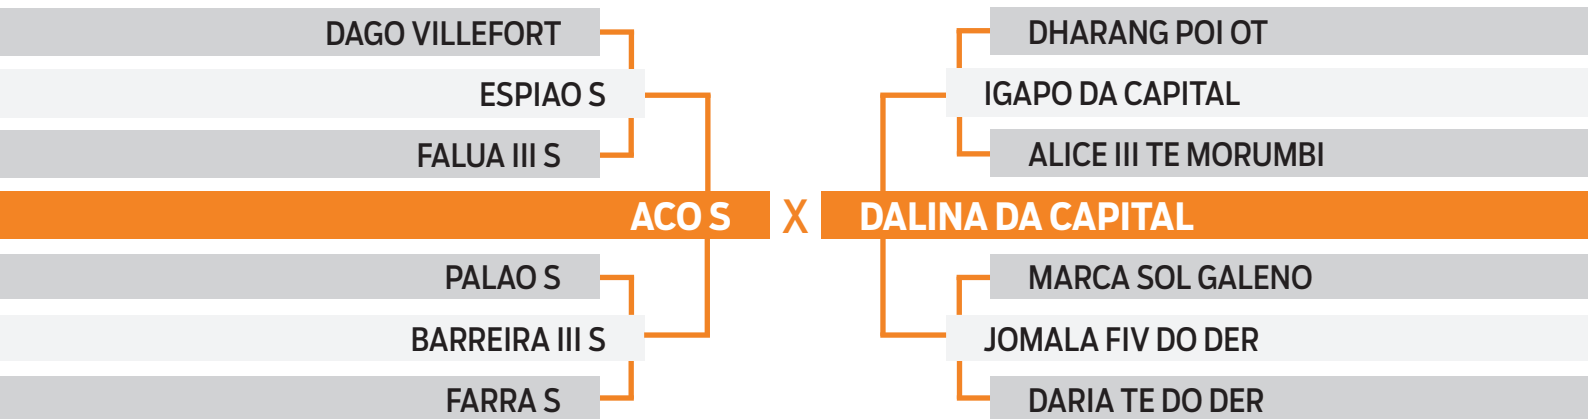 DAGO VILLEFORT
ESPIAO S
FALUA III S
ACO S
PALAO S
BARREIRA III S
FARRA S
X
DHARANG POI OT
IGAPO DA CAPITAL
ALICE III TE MORUMBI
DALINA DA CAPITAL
MARCA SOL GALENO
JOMALA FIV DO DER
DARIA TE DO DER